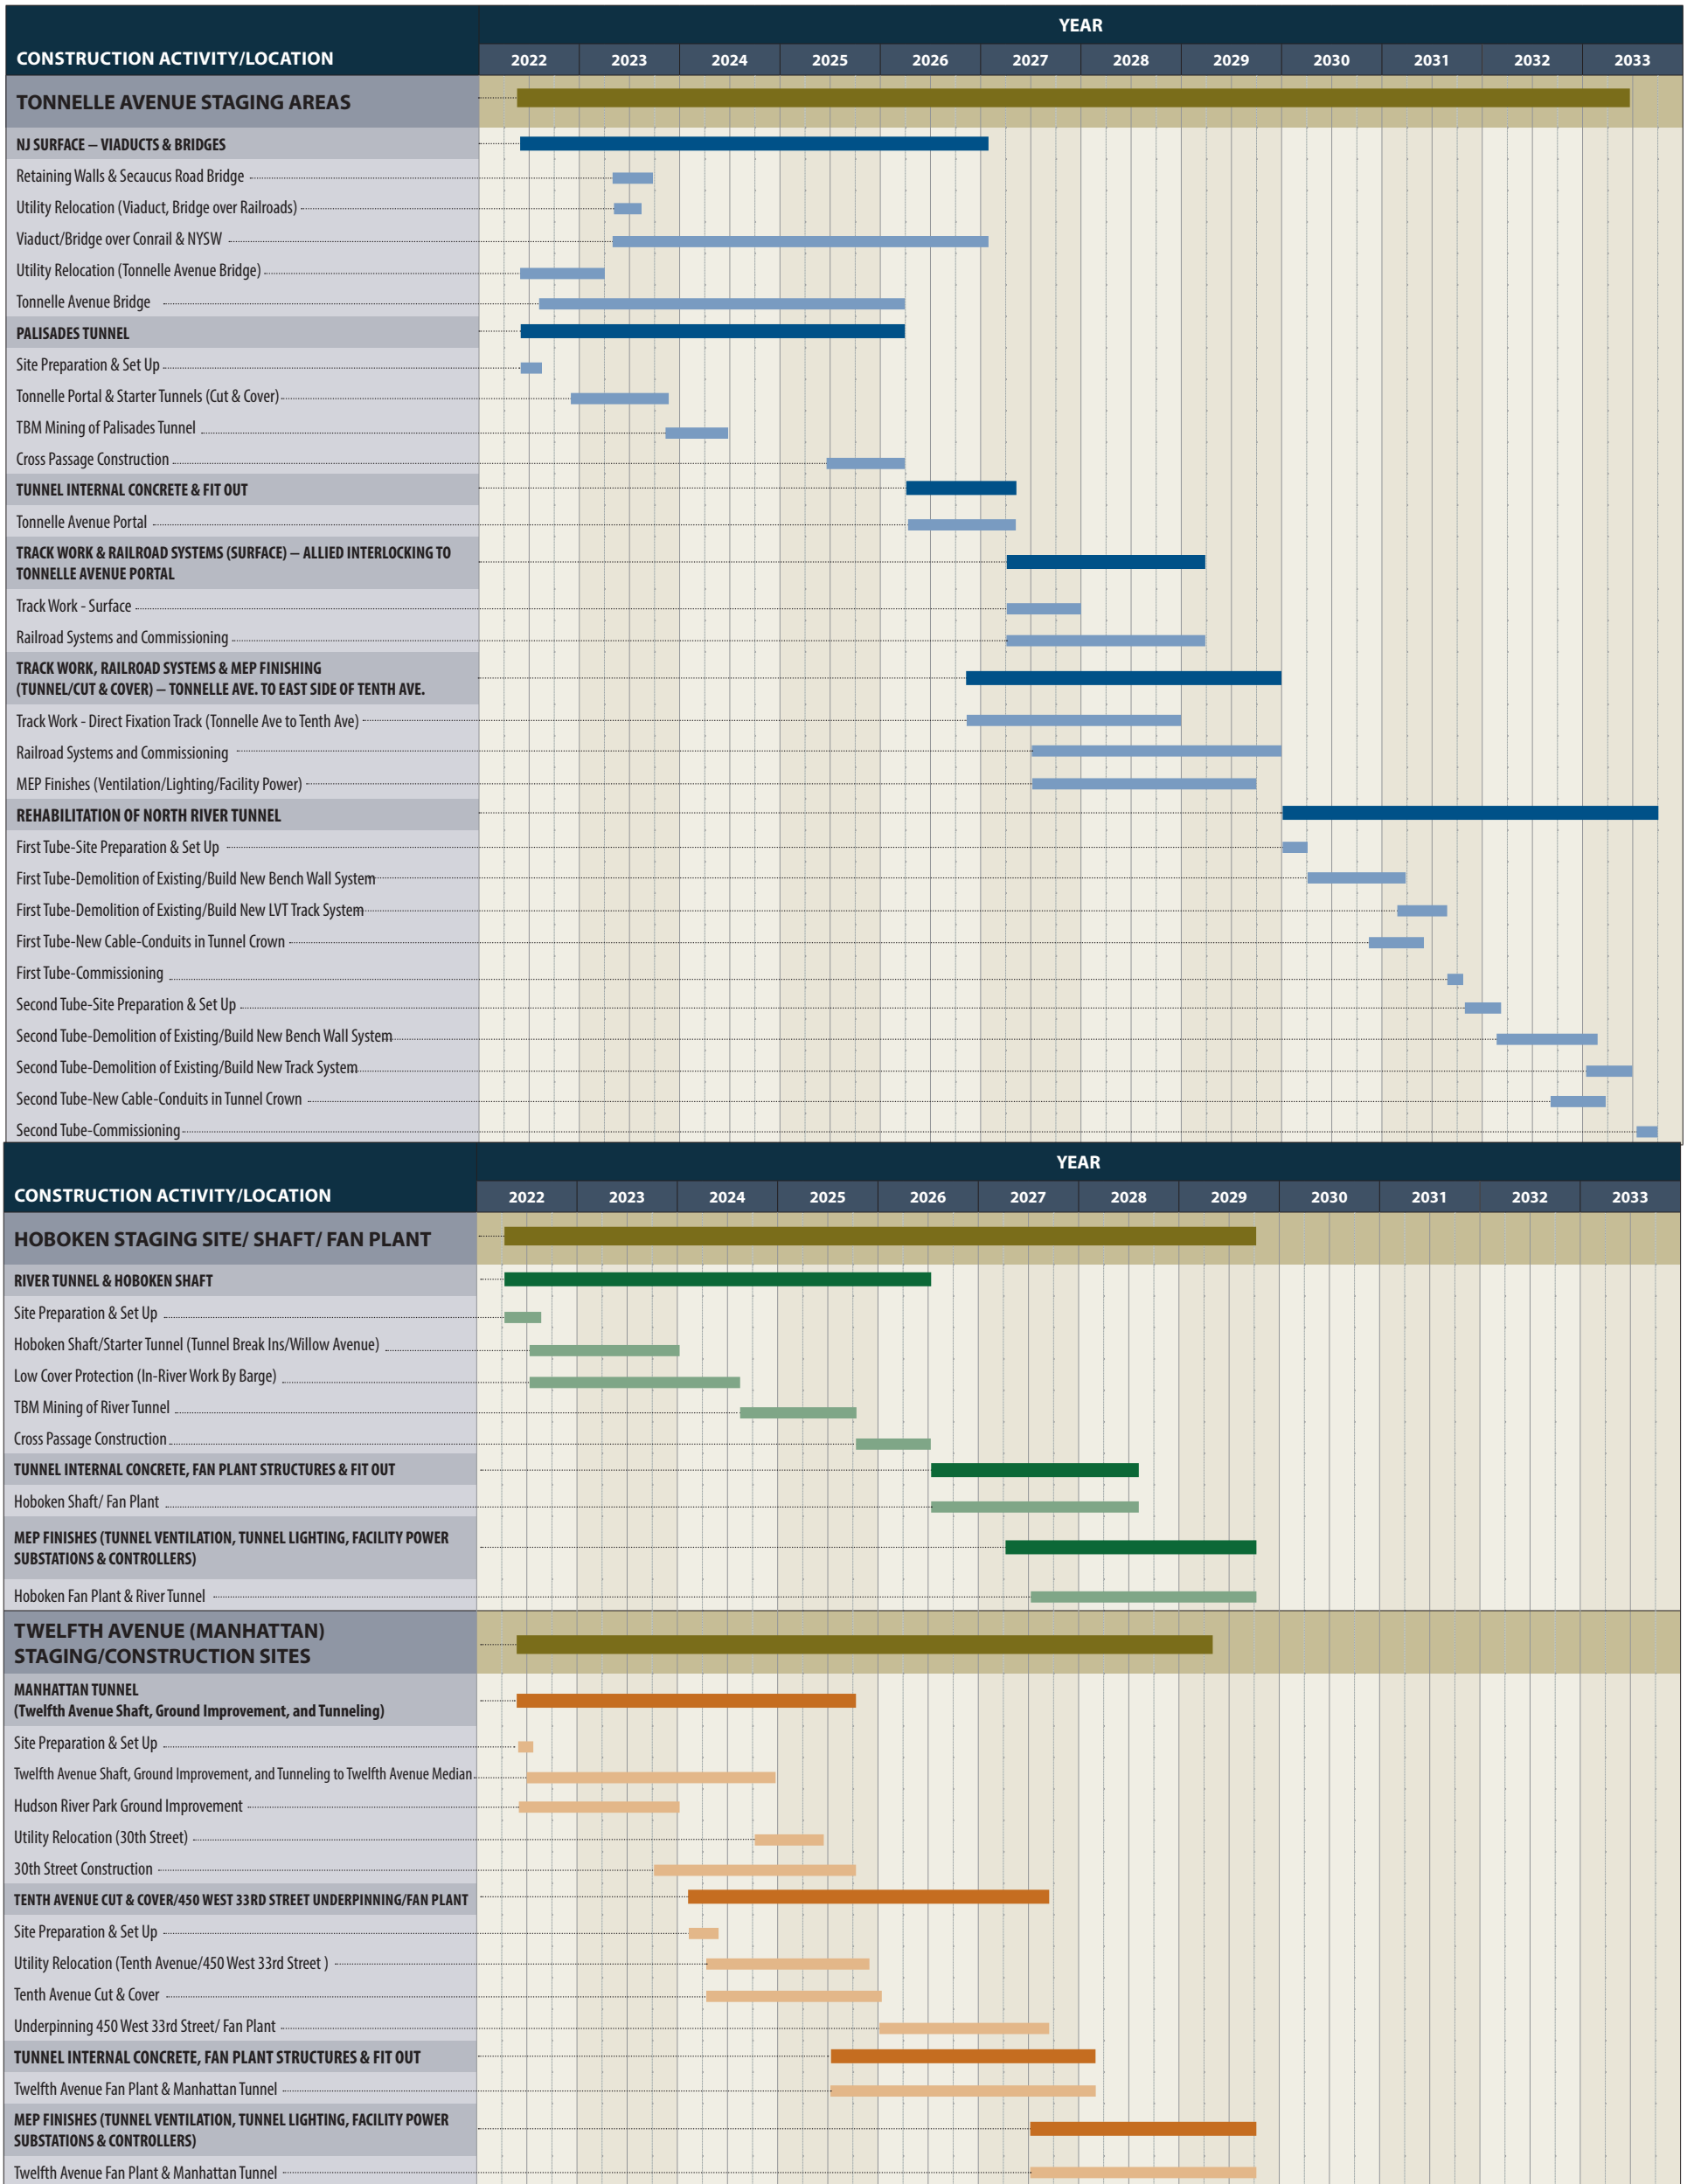 YEAR
CONSTRUCTION ACTIVITY/LOCATION
2022 2023 2024 2025 2026 2027 2028 2029 2030 2031 2032 2033
TONNELLE AVENUE STAGING AREAS
NJ SURFACE – VIADUCTS & BRIDGES
Retaining Walls & Secaucus Road Bridge
Utility Relocation (Viaduct, Bridge over Railroads)
Viaduct/Bridge over Conrail & NYSW
Utility Relocation (Tonnelle Avenue Bridge)
Tonnelle Avenue Bridge
PALISADES TUNNEL
Site Preparation & Set Up
Tonnelle Portal & Starter Tunnels (Cut & Cover)
TBM Mining of Palisades Tunnel
Cross Passage Construction
TUNNEL INTERNAL CONCRETE & FIT OUT
Tonnelle Avenue Portal
TRACK WORK & RAILROAD SYSTEMS (SURFACE) – ALLIED INTERLOCKING TO
TONNELLE AVENUE PORTAL
Track Work - Surface
Railroad Systems and Commissioning
TRACK WORK, RAILROAD SYSTEMS & MEP FINISHING
(TUNNEL/CUT & COVER) – TONNELLE AVE. TO EAST SIDE OF TENTH AVE.
Track Work - Direct Fixation Track (Tonnelle Ave to Tenth Ave)
Railroad Systems and Commissioning
MEP Finishes (Ventilation/Lighting/Facility Power)
REHABILITATION OF NORTH RIVER TUNNEL
First Tube-Site Preparation & Set Up
First Tube-Demolition of Existing/Build New Bench Wall System
First Tube-Demolition of Existing/Build New LVT Track System
First Tube-New Cable-Conduits in Tunnel Crown
First Tube-Commissioning
Second Tube-Site Preparation & Set Up
Second Tube-Demolition of Existing/Build New Bench Wall System
Second Tube-Demolition of Existing/Build New Track System
Second Tube-New Cable-Conduits in Tunnel Crown
Second Tube-Commissioning
YEAR
CONSTRUCTION ACTIVITY/LOCATION
2022 2023 2024 2025 2026 2027 2028 2029 2030 2031 2032 2033
HOBOKEN STAGING SITE/ SHAFT/ FAN PLANT
RIVER TUNNEL & HOBOKEN SHAFT
Site Preparation & Set Up
Hoboken Shaft/Starter Tunnel (Tunnel Break Ins/Willow Avenue)
Low Cover Protection (In-River Work By Barge)
TBM Mining of River Tunnel
Cross Passage Construction
TUNNEL INTERNAL CONCRETE, FAN PLANT STRUCTURES & FIT OUT
Hoboken Shaft/ Fan Plant
MEP FINISHES (TUNNEL VENTILATION, TUNNEL LIGHTING, FACILITY POWER
SUBSTATIONS & CONTROLLERS)
Hoboken Fan Plant & River Tunnel
TWELFTH AVENUE (MANHATTAN)
STAGING/CONSTRUCTION SITES
MANHATTAN TUNNEL
(Twelfth Avenue Shaft, Ground Improvement, and Tunneling)
Site Preparation & Set Up
Twelfth Avenue Shaft, Ground Improvement, and Tunneling to Twelfth Avenue Median
Hudson River Park Ground Improvement
Utility Relocation (30th Street)
30th Street Construction
TENTH AVENUE CUT & COVER/450 WEST 33RD STREET UNDERPINNING/FAN PLANT
Site Preparation & Set Up
Utility Relocation (Tenth Avenue/450 West 33rd Street )
Tenth Avenue Cut & Cover
Underpinning 450 West 33rd Street/ Fan Plant
TUNNEL INTERNAL CONCRETE, FAN PLANT STRUCTURES & FIT OUT
Twelfth Avenue Fan Plant & Manhattan Tunnel
MEP FINISHES (TUNNEL VENTILATION, TUNNEL LIGHTING, FACILITY POWER
SUBSTATIONS & CONTROLLERS)
Twelfth Avenue Fan Plant & Manhattan Tunnel